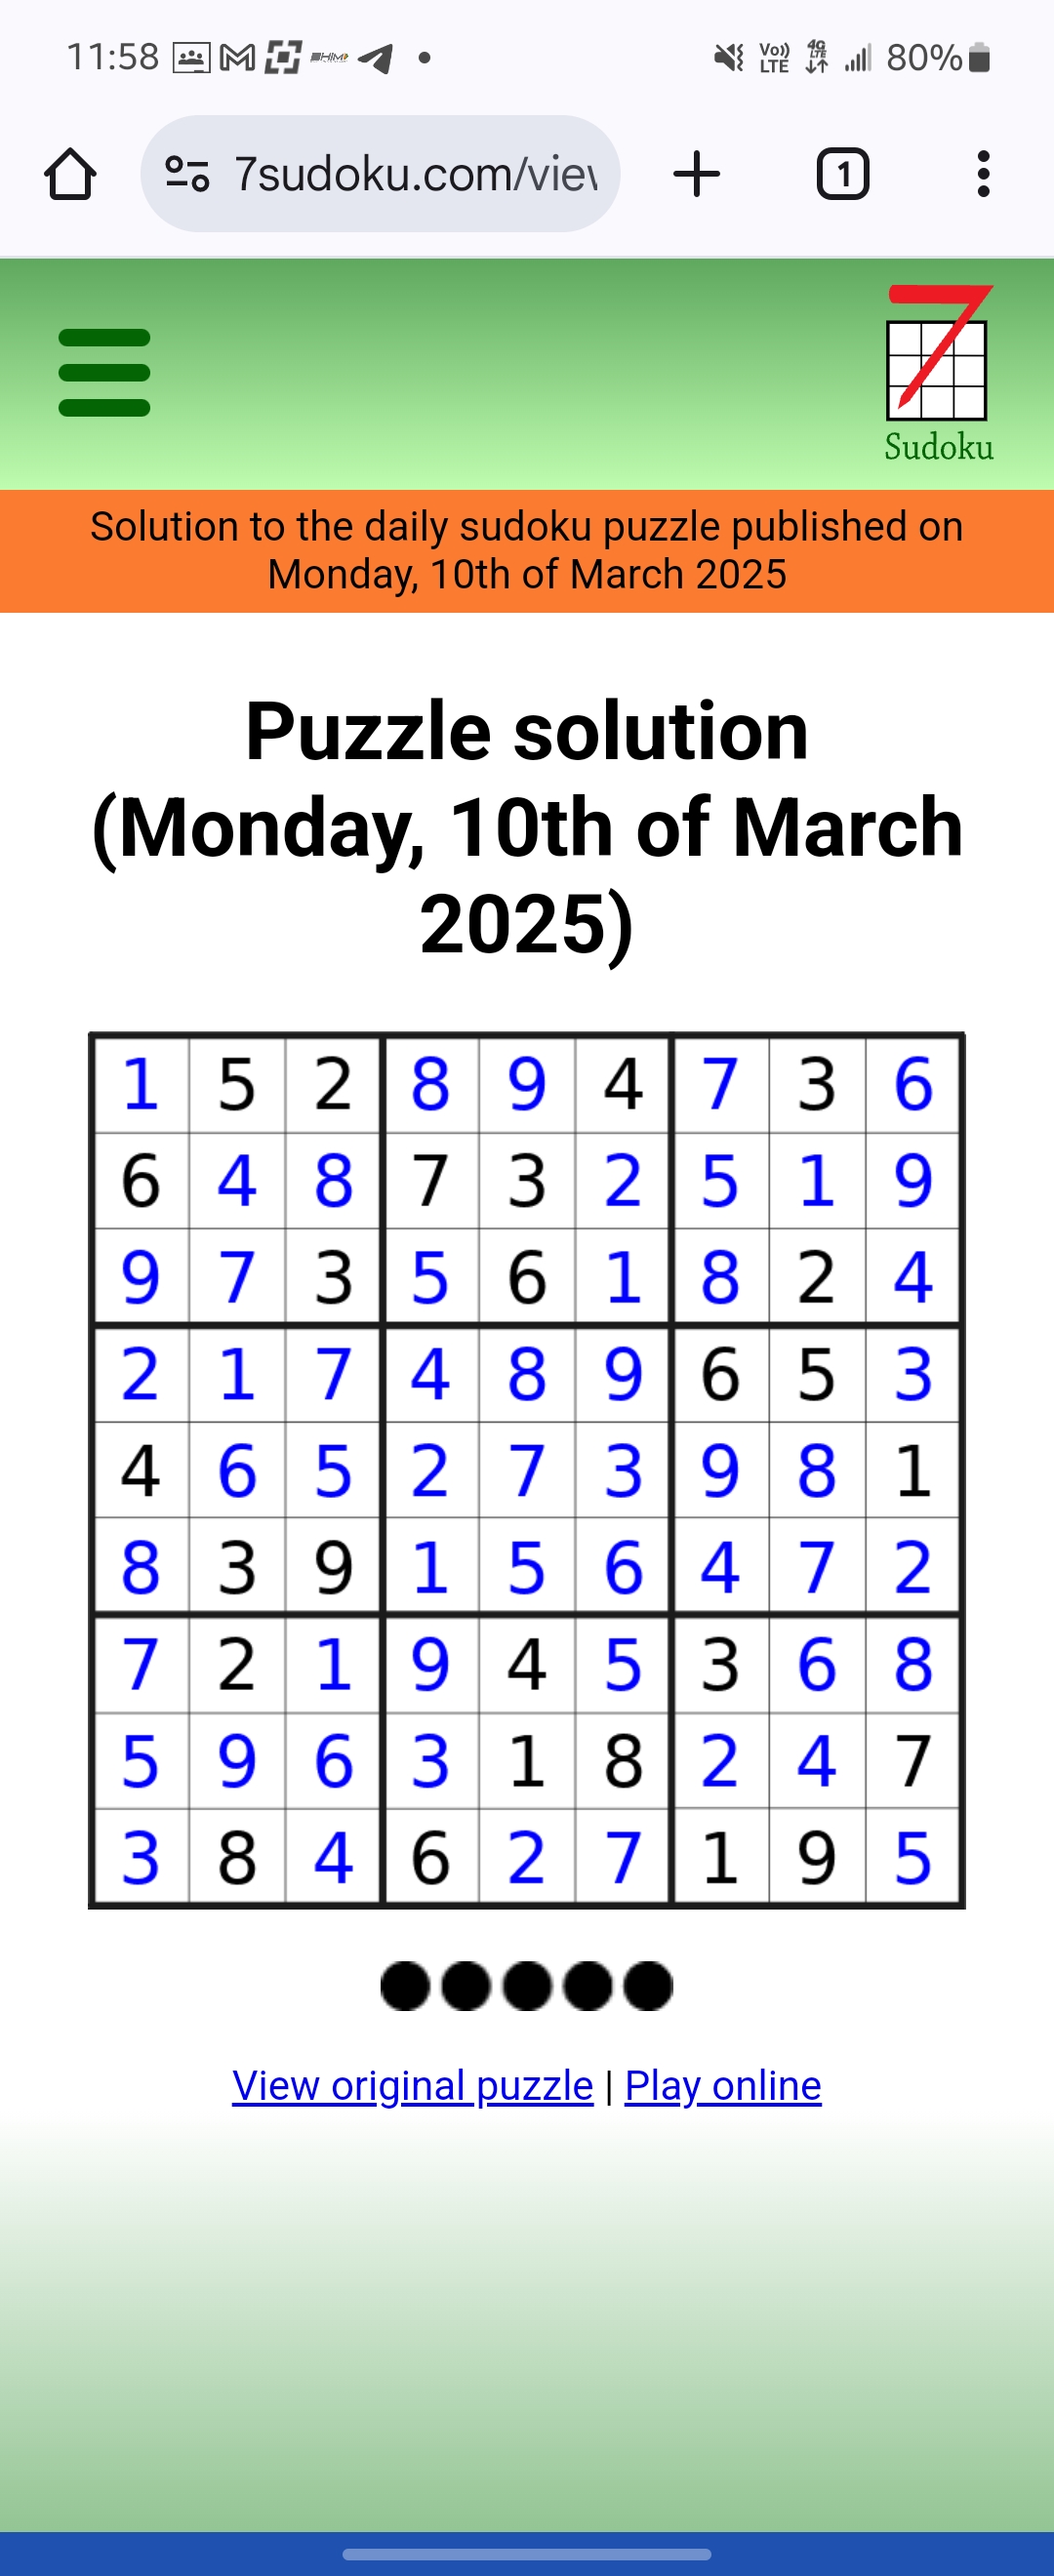 11:58
Vo)) LTE 4G LTE 80%
7sudoku.com/view
1
7
Sudoku
Solution to the daily sudoku puzzle published on
Monday, 10th of March 2025
Puzzle solution
(Monday, 10th of March
2025)
1 5 2 8 9 4 7 3 6
6 4 8 7 3 2 5 1 9
9 7 3 5 6 1 8 2 4
2 1 7 4 8 9 6 5 3
4 6 5 2 7 3 9 8 1
8 3 9 1 5 6 4 7 2
7 2 1 9 4 5 3 6 8
5 9 6 3 1 8 2 4 7
3 8 4 6 2 7 1 9 5
View original puzzle | Play online